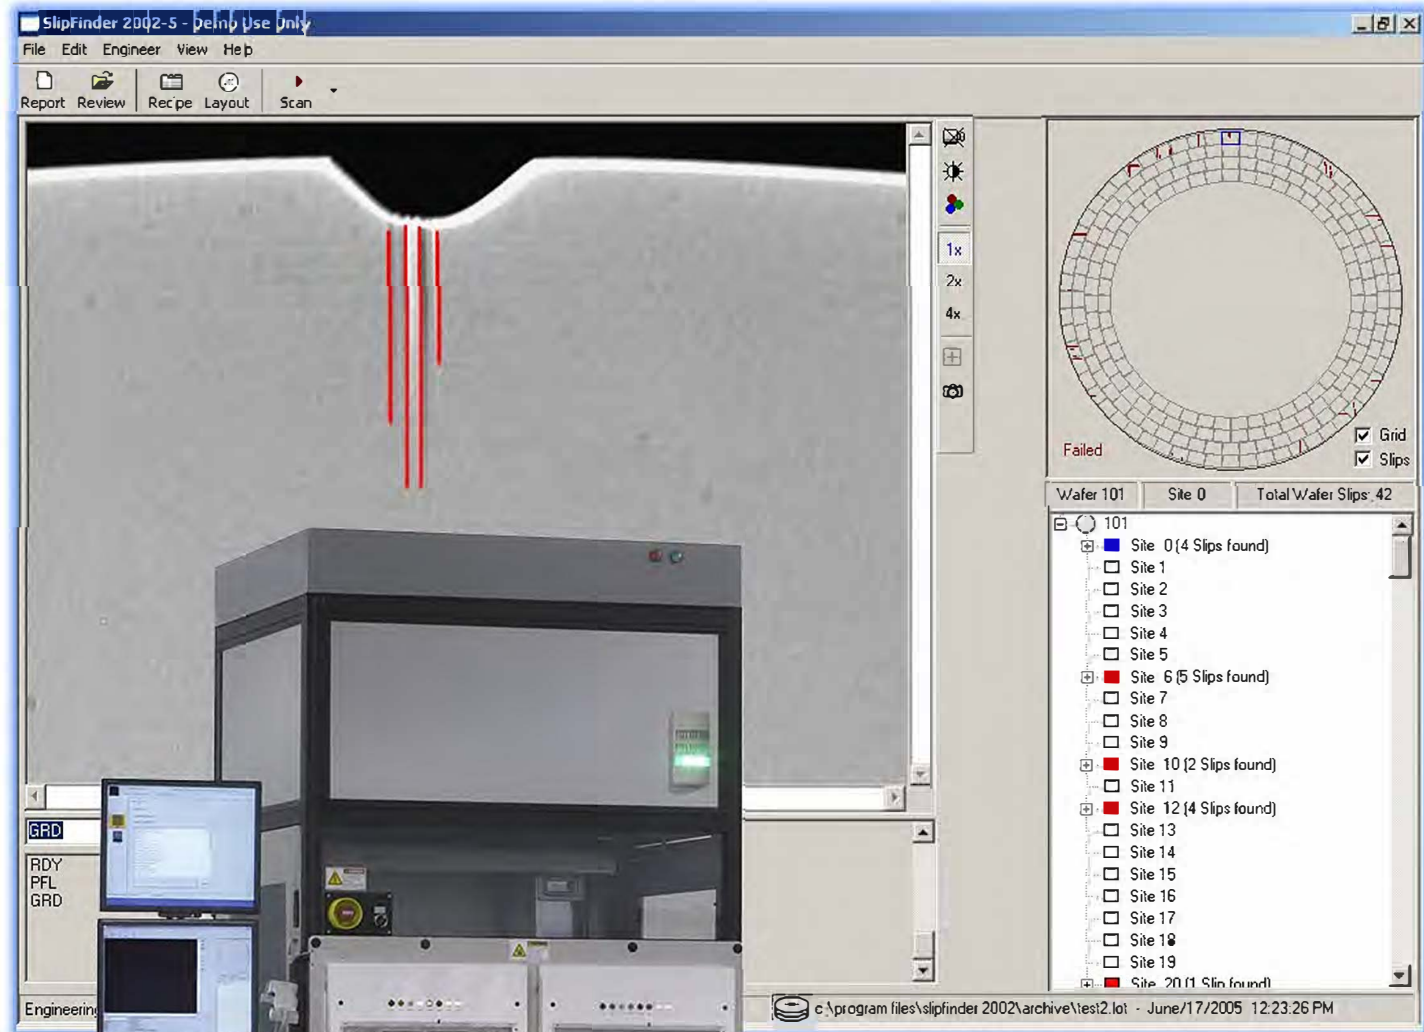 SlipFinder 2002-5 - Demo Use Only
File Edit Engineer View Help
Report Review Recipe Layout Scan
1x
2x
4x
Failed
Grid
Slips
Wafer 101 Site 0 Total Wafer Slips: 42
101
Site 0 (4 Slips found)
Site 1
Site 2
Site 3
Site 4
Site 5
Site 6 (5 Slips found)
Site 7
Site 8
Site 9
Site 10 (2 Slips found)
Site 11
Site 12 (4 Slips found)
Site 13
Site 14
Site 15
Site 16
Site 17
Site 18
Site 19
Site 20 (1 Slip found)
GRD
RDY
PFL
GRD
Engineering
c:\program files\slipfinder 2002\archive\test2.lot - June/17/2005 12:23:26 PM